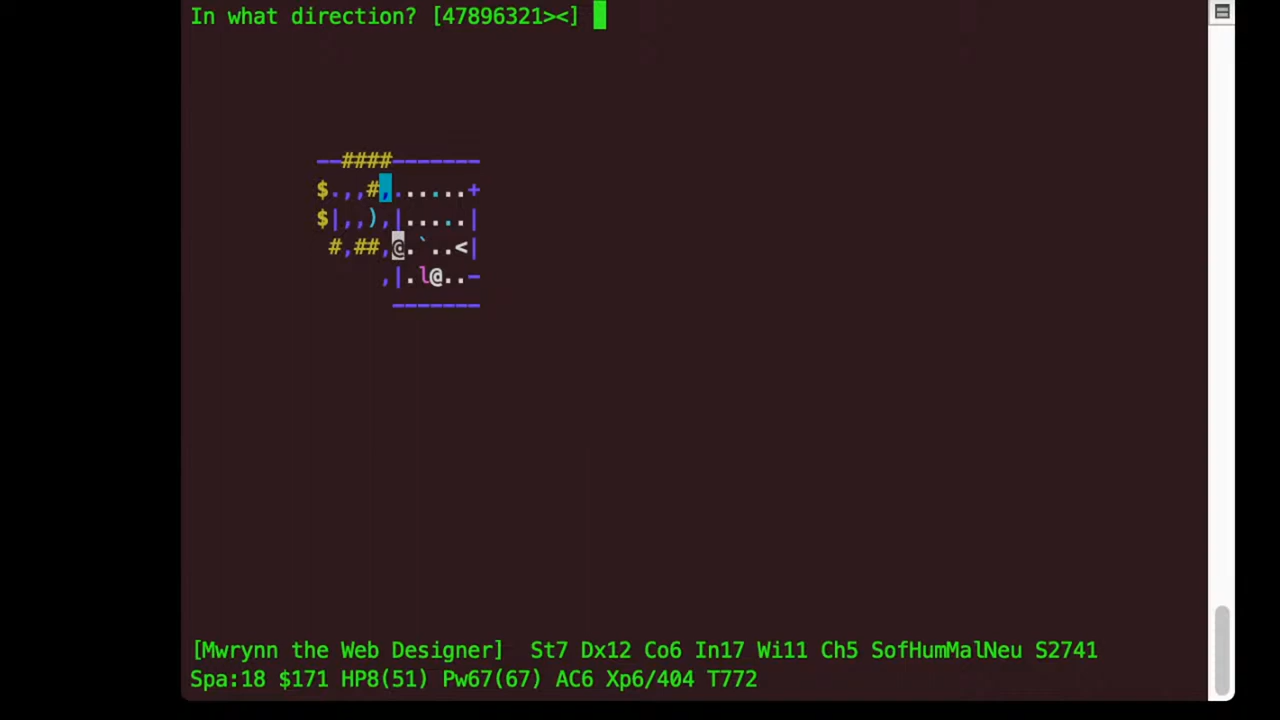 In what direction? [47896321><]
--####-------
$.,,#,......+
$|,,),|.....|
#,##,@.`..<|
,|.l@..-
-------
[Mwrynn the Web Designer] St7 Dx12 Co6 In17 Wi11 Ch5 SofHumMalNeu S2741
Spa:18 $171 HP8(51) Pw67(67) AC6 Xp6/404 T772